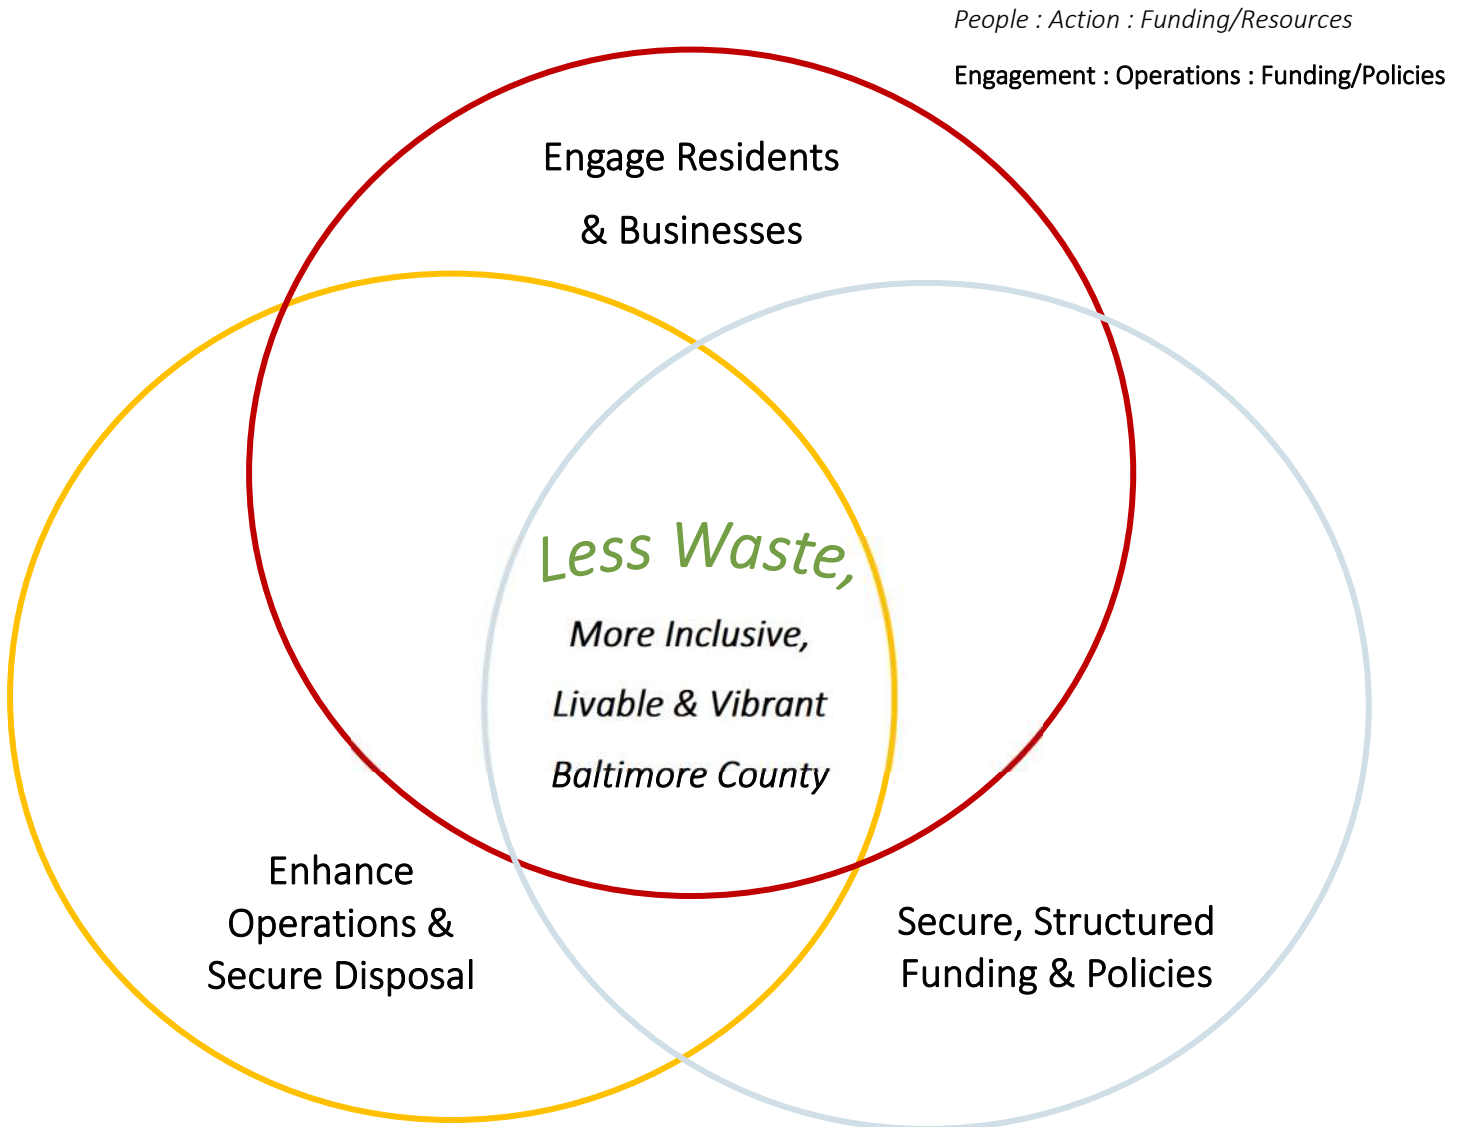 People : Action : Funding/Resources
Engagement : Operations : Funding/Policies
Engage Residents
& Businesses
Less Waste,
More Inclusive,
Livable & Vibrant
Baltimore County
Enhance
Operations &
Secure Disposal
Secure, Structured
Funding & Policies